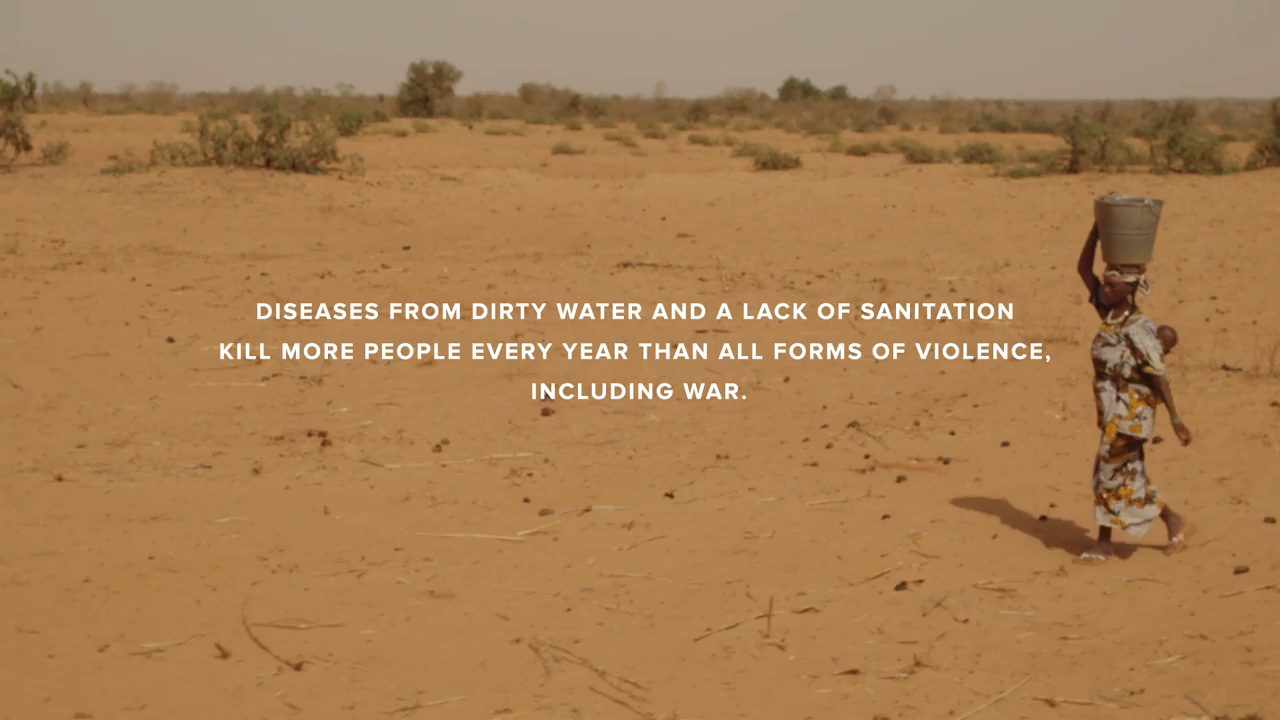 DISEASES FROM DIRTY WATER AND A LACK OF SANITATION
KILL MORE PEOPLE EVERY YEAR THAN ALL FORMS OF VIOLENCE,
INCLUDING WAR.